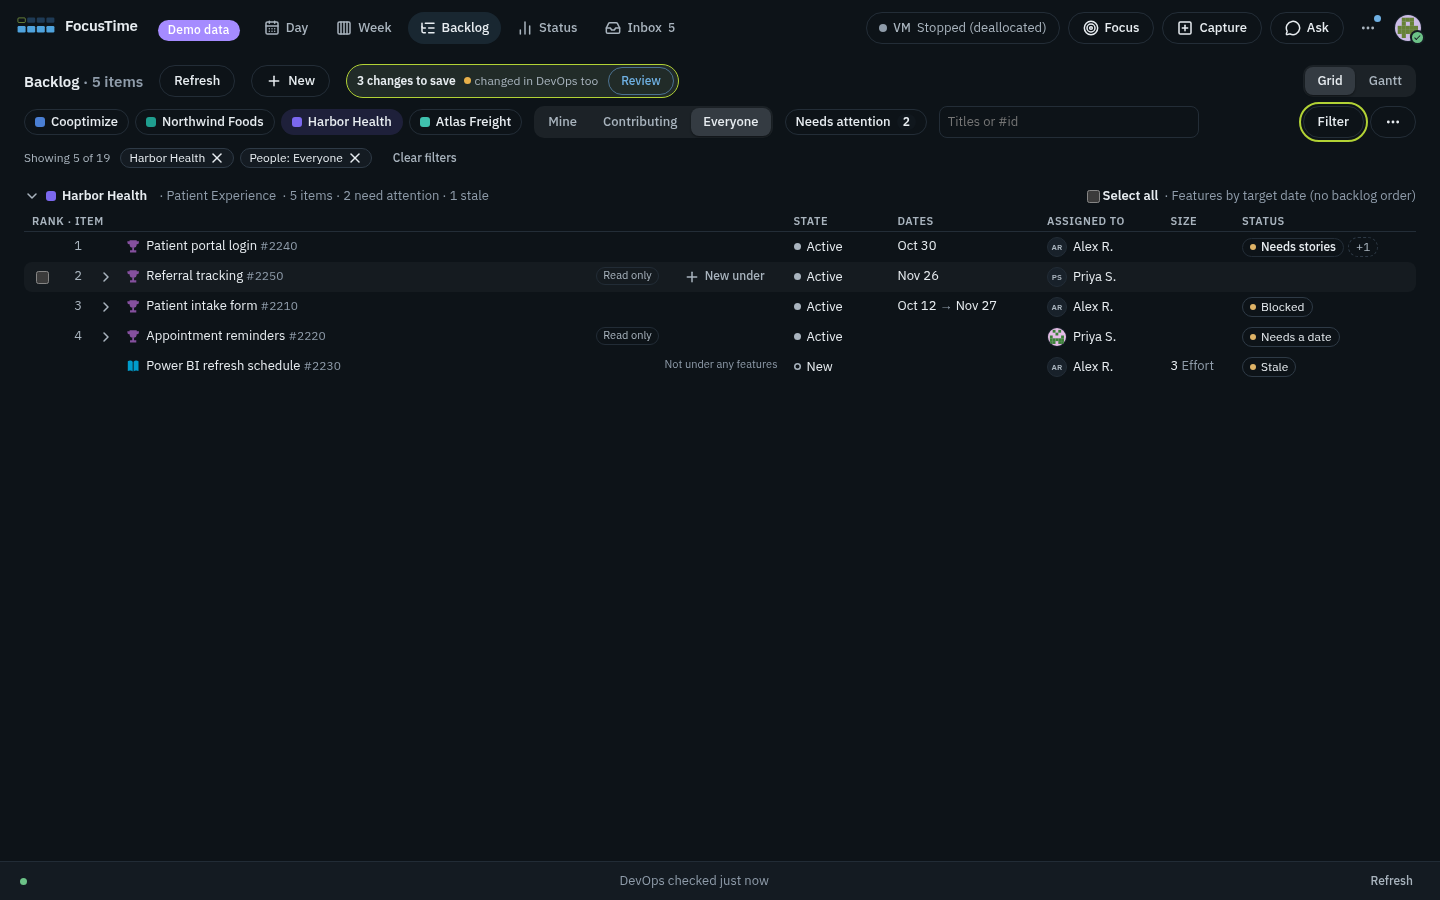 FocusTime Demo data Day Week Backlog Status Inbox 5 VM Stopped (deallocated) Focus Capture Ask
Backlog · 5 items Refresh New 3 changes to save changed in DevOps too Review Grid Gantt
Cooptimize Northwind Foods Harbor Health Atlas Freight Mine Contributing Everyone Needs attention 2 Titles or #id Filter
Showing 5 of 19 Harbor Health People: Everyone Clear filters
Harbor Health · Patient Experience · 5 items · 2 need attention · 1 stale Select all · Features by target date (no backlog order)
RANK · ITEM STATE DATES ASSIGNED TO SIZE STATUS
1 Patient portal login #2240 Active Oct 30 AR Alex R. Needs stories +1
2 Referral tracking #2250 Read only New under Active Nov 26 PS Priya S.
3 Patient intake form #2210 Active Oct 12 → Nov 27 AR Alex R. Blocked
4 Appointment reminders #2220 Read only Active Priya S. Needs a date
Power BI refresh schedule #2230 Not under any features New AR Alex R. 3 Effort Stale
DevOps checked just now Refresh